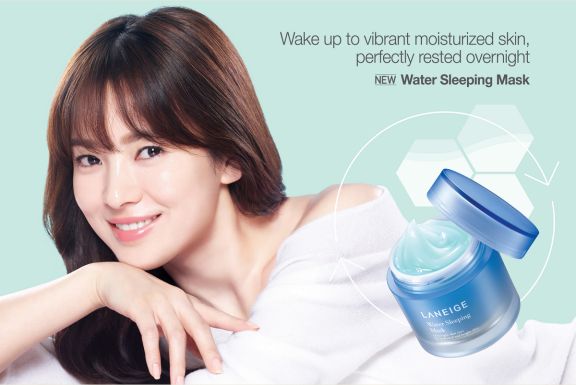 Wake up to vibrant moisturized skin,
perfectly rested overnight
NEW Water Sleeping Mask
LANEIGE
Water Sleeping
Mask